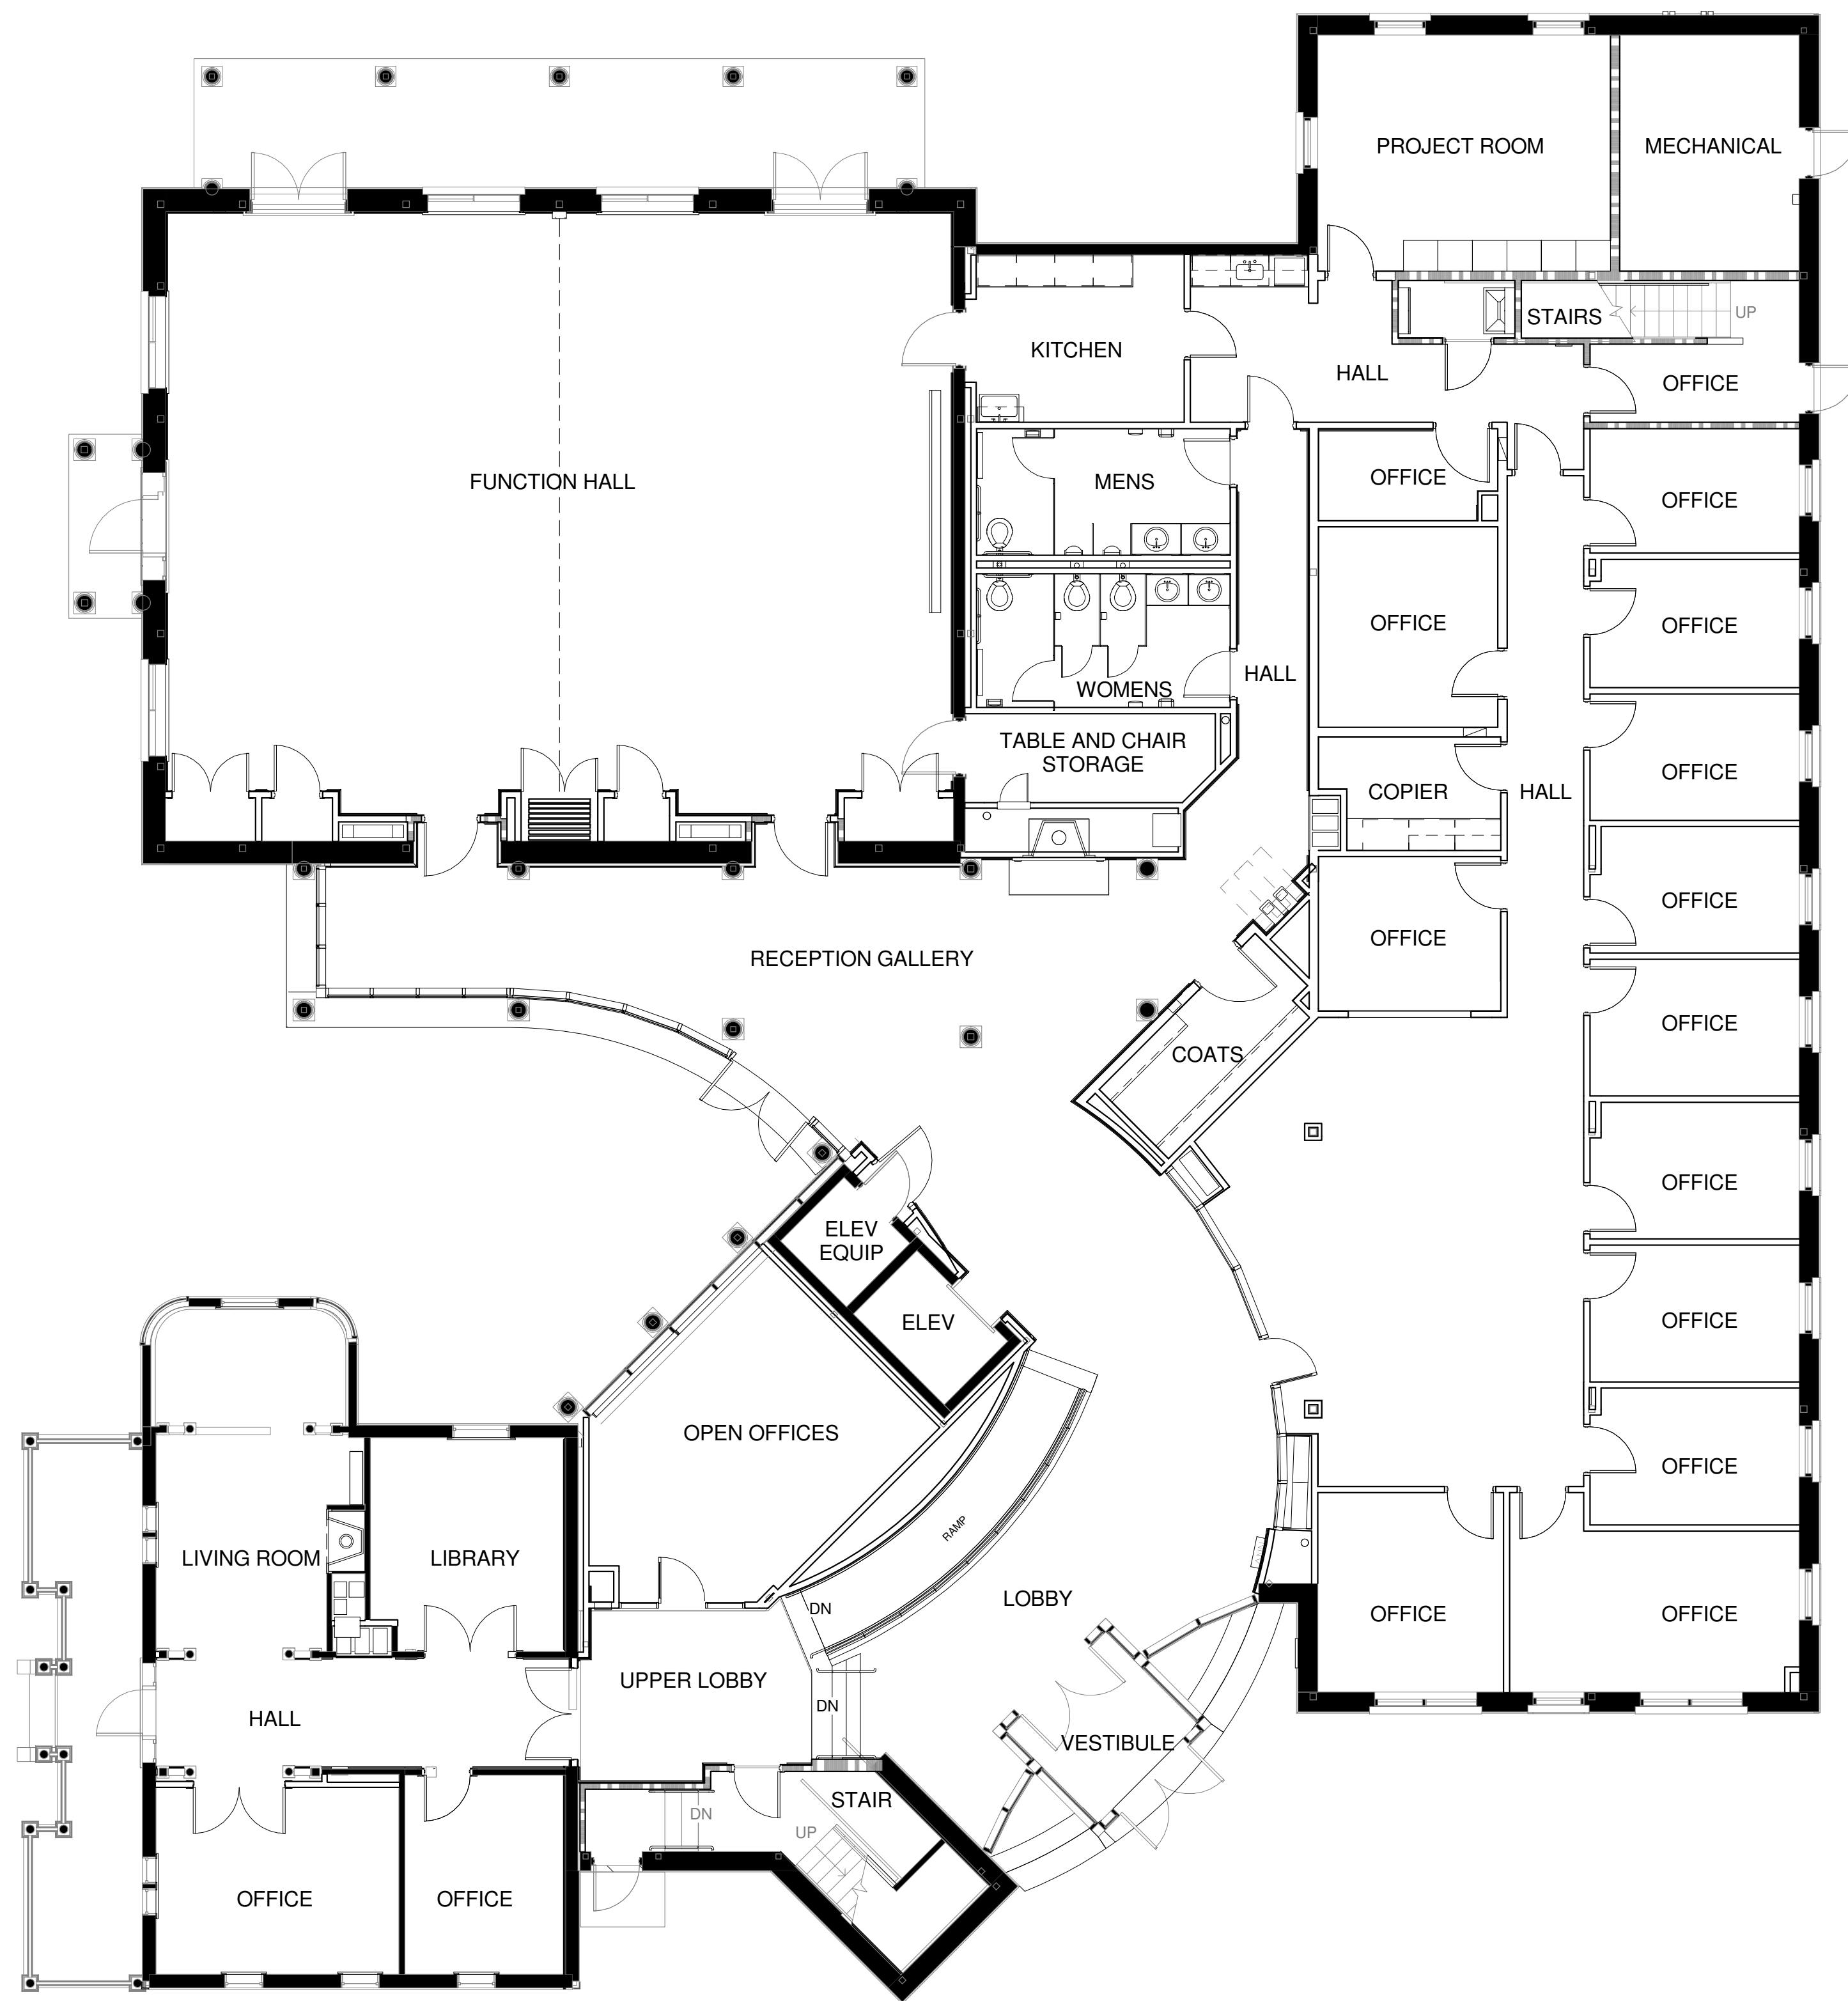 PROJECT ROOM
MECHANICAL
STAIRS
UP
KITCHEN
HALL
OFFICE
FUNCTION HALL
MENS
OFFICE
OFFICE
OFFICE
OFFICE
HALL
WOMENS
TABLE AND CHAIR
STORAGE
COPIER
HALL
OFFICE
OFFICE
OFFICE
RECEPTION GALLERY
OFFICE
COATS
ELEV
EQUIP
OFFICE
ELEV
OFFICE
OPEN OFFICES
OFFICE
RAMP
LIVING ROOM
LIBRARY
LOBBY
DN
OFFICE
OFFICE
UPPER LOBBY
DN
HALL
VESTIBULE
STAIR
DN
UP
OFFICE
OFFICE